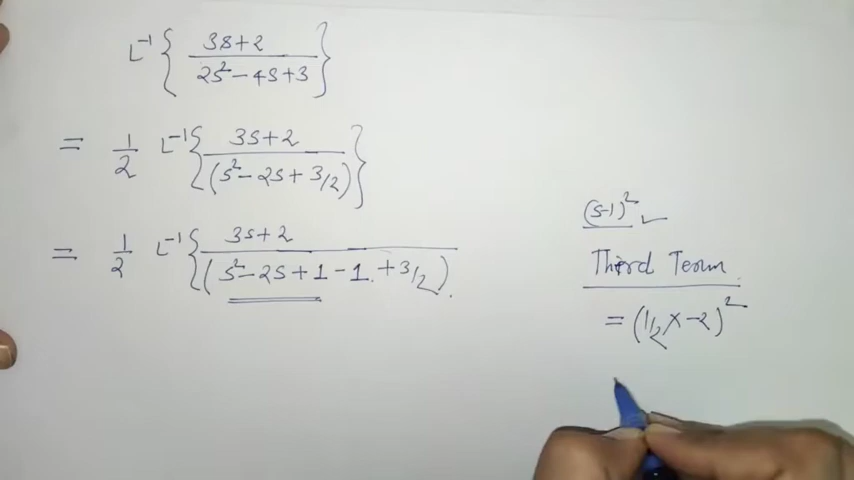 L⁻¹ { 3s+2 / 2s²-4s+3 }
= 1/2 L⁻¹ { 3s+2 / (s²-2s+3/2) }
= 1/2 L⁻¹ { 3s+2 / (s²-2s+1-1+3/2) }
(s-1)² ✓
Third Term
= (1/2 × -2)²